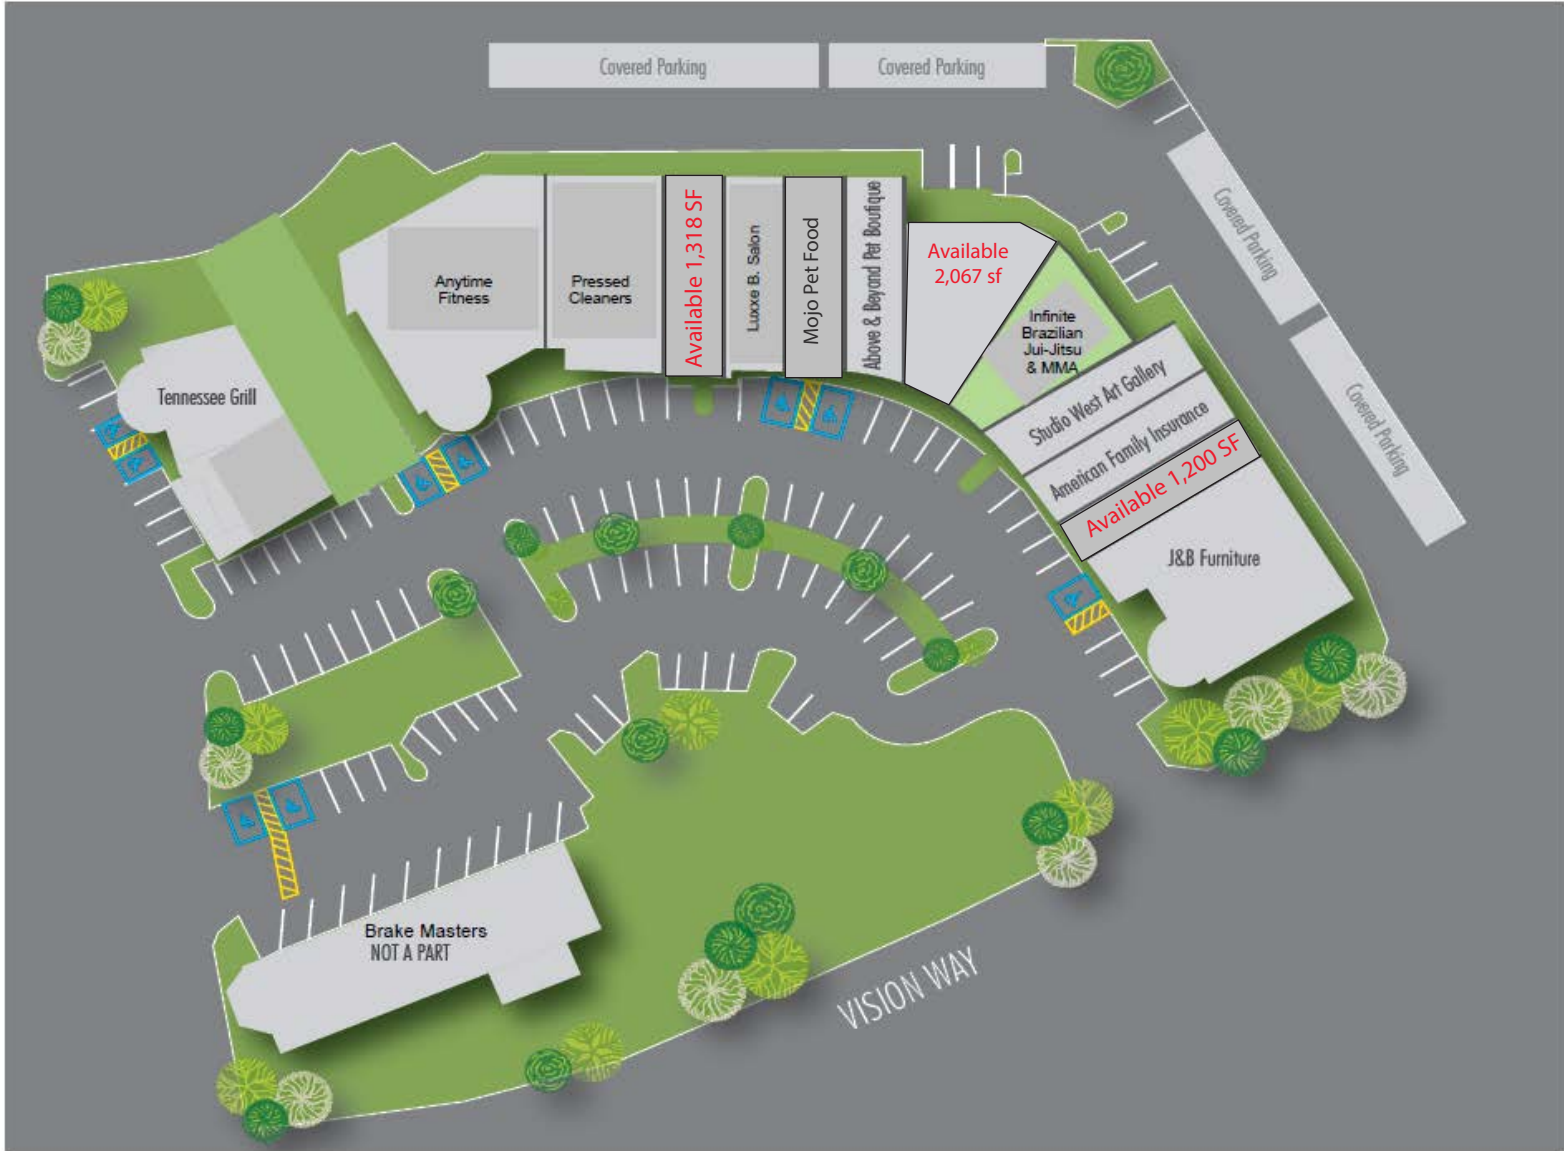 Covered Parking
Covered Parking
Covered Parking
Covered Parking
Tennessee Grill
Anytime
Fitness
Pressed
Cleaners
Available 1,318 SF
Luxxe B. Salon
Mojo Pet Food
Above & Beyond Pet Boutique
Available
2,067 sf
Infinite
Brazilian
Jui-Jitsu
& MMA
Studio West Art Gallery
American Family Insurance
Available 1,200 SF
J&B Furniture
Brake Masters
NOT A PART
VISION WAY